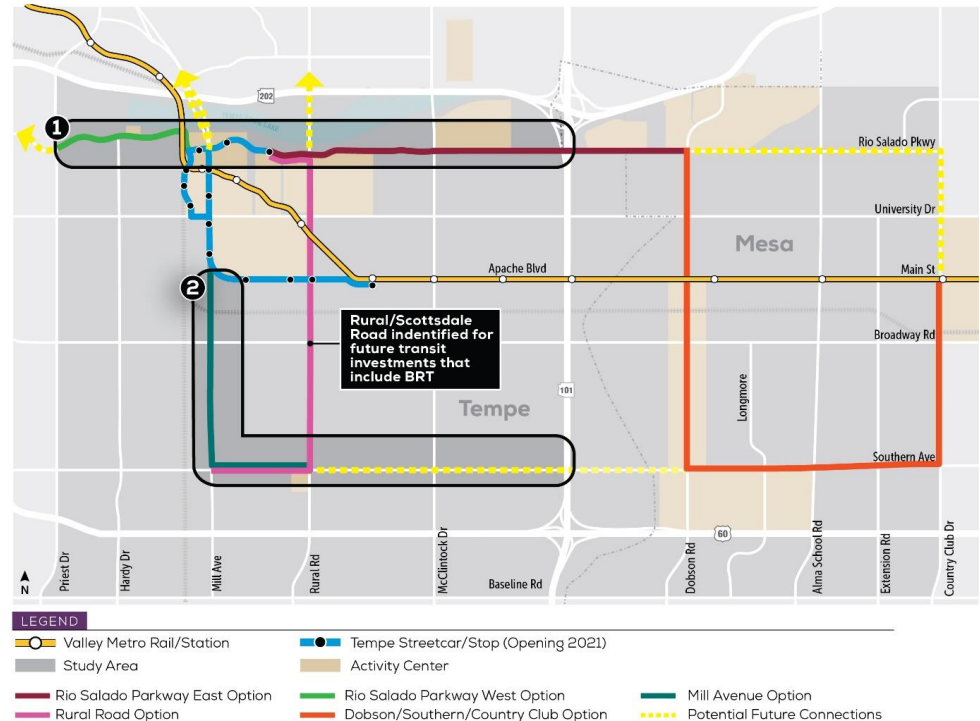 202
1
Rio Salado Pkwy
University Dr
Mesa
Apache Blvd
Main St
2
Rural/Scottsdale
Road indentified for
future transit
investments that
include BRT
Broadway Rd
101
Longmore
Tempe
Southern Ave
60
N
Priest Dr
Hardy Dr
Mill Ave
Rural Rd
McClintock Dr
Baseline Rd
Dobson Rd
Alma School Rd
Extension Rd
Country Club Dr
LEGEND
Valley Metro Rail/Station
Tempe Streetcar/Stop (Opening 2021)
Study Area
Activity Center
Rio Salado Parkway East Option
Rio Salado Parkway West Option
Mill Avenue Option
Rural Road Option
Dobson/Southern/Country Club Option
Potential Future Connections